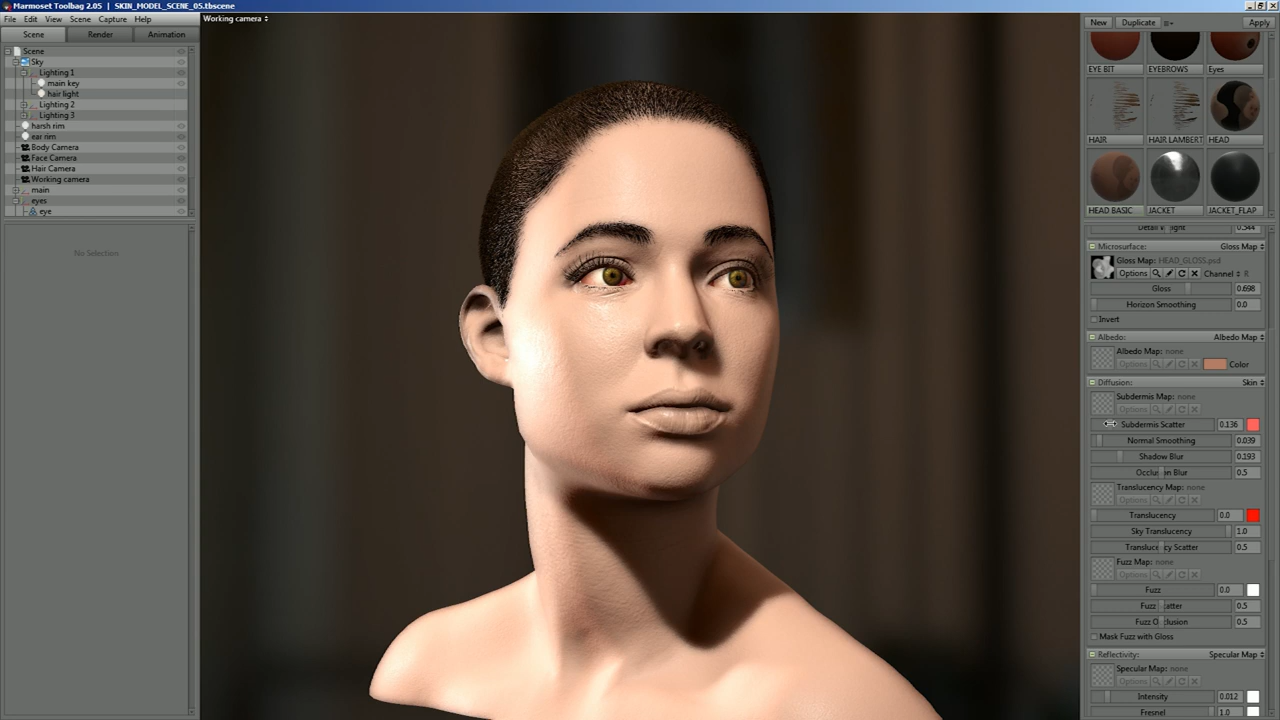 Marmoset Toolbag 2.05 | SKIN_MODEL_SCENE_05.tbscene
File Edit View Scene Capture Help
Scene Render Animation
Scene
Sky
Lighting 1
main key
hair light
Lighting 2
Lighting 3
harsh rim
ear rim
Body Camera
Face Camera
Hair Camera
Working camera
main
eyes
eye
No Selection
Working camera
New Duplicate Apply
EYE BIT EYEBROWS Eyes
HAIR HAIR LAMBERT HEAD
HEAD BASIC JACKET JACKET_FLAP
Microsurface: Gloss Map
Gloss Map: HEAD_GLOSS.psd
Options Channel R
Gloss 0.698
Horizon Smoothing 0.0
Invert
Albedo: Albedo Map
Albedo Map: none
Options Color
Diffusion: Skin
Subdermis Map: none
Options
Subdermis Scatter 0.136
Normal Smoothing 0.039
Shadow Blur 0.193
Blur 0.5
Translucency Map: none
Options
Translucency 0.0
Sky Translucency 1.0
Scatter 0.5
Fuzz Map: none
Options
Fuzz 0.0
Fuzz 0.5
Fuzz 0.5
Mask Fuzz with Gloss
Reflectivity: Specular Map
Specular Map: none
Options
Intensity 0.012
Fresnel 1.0